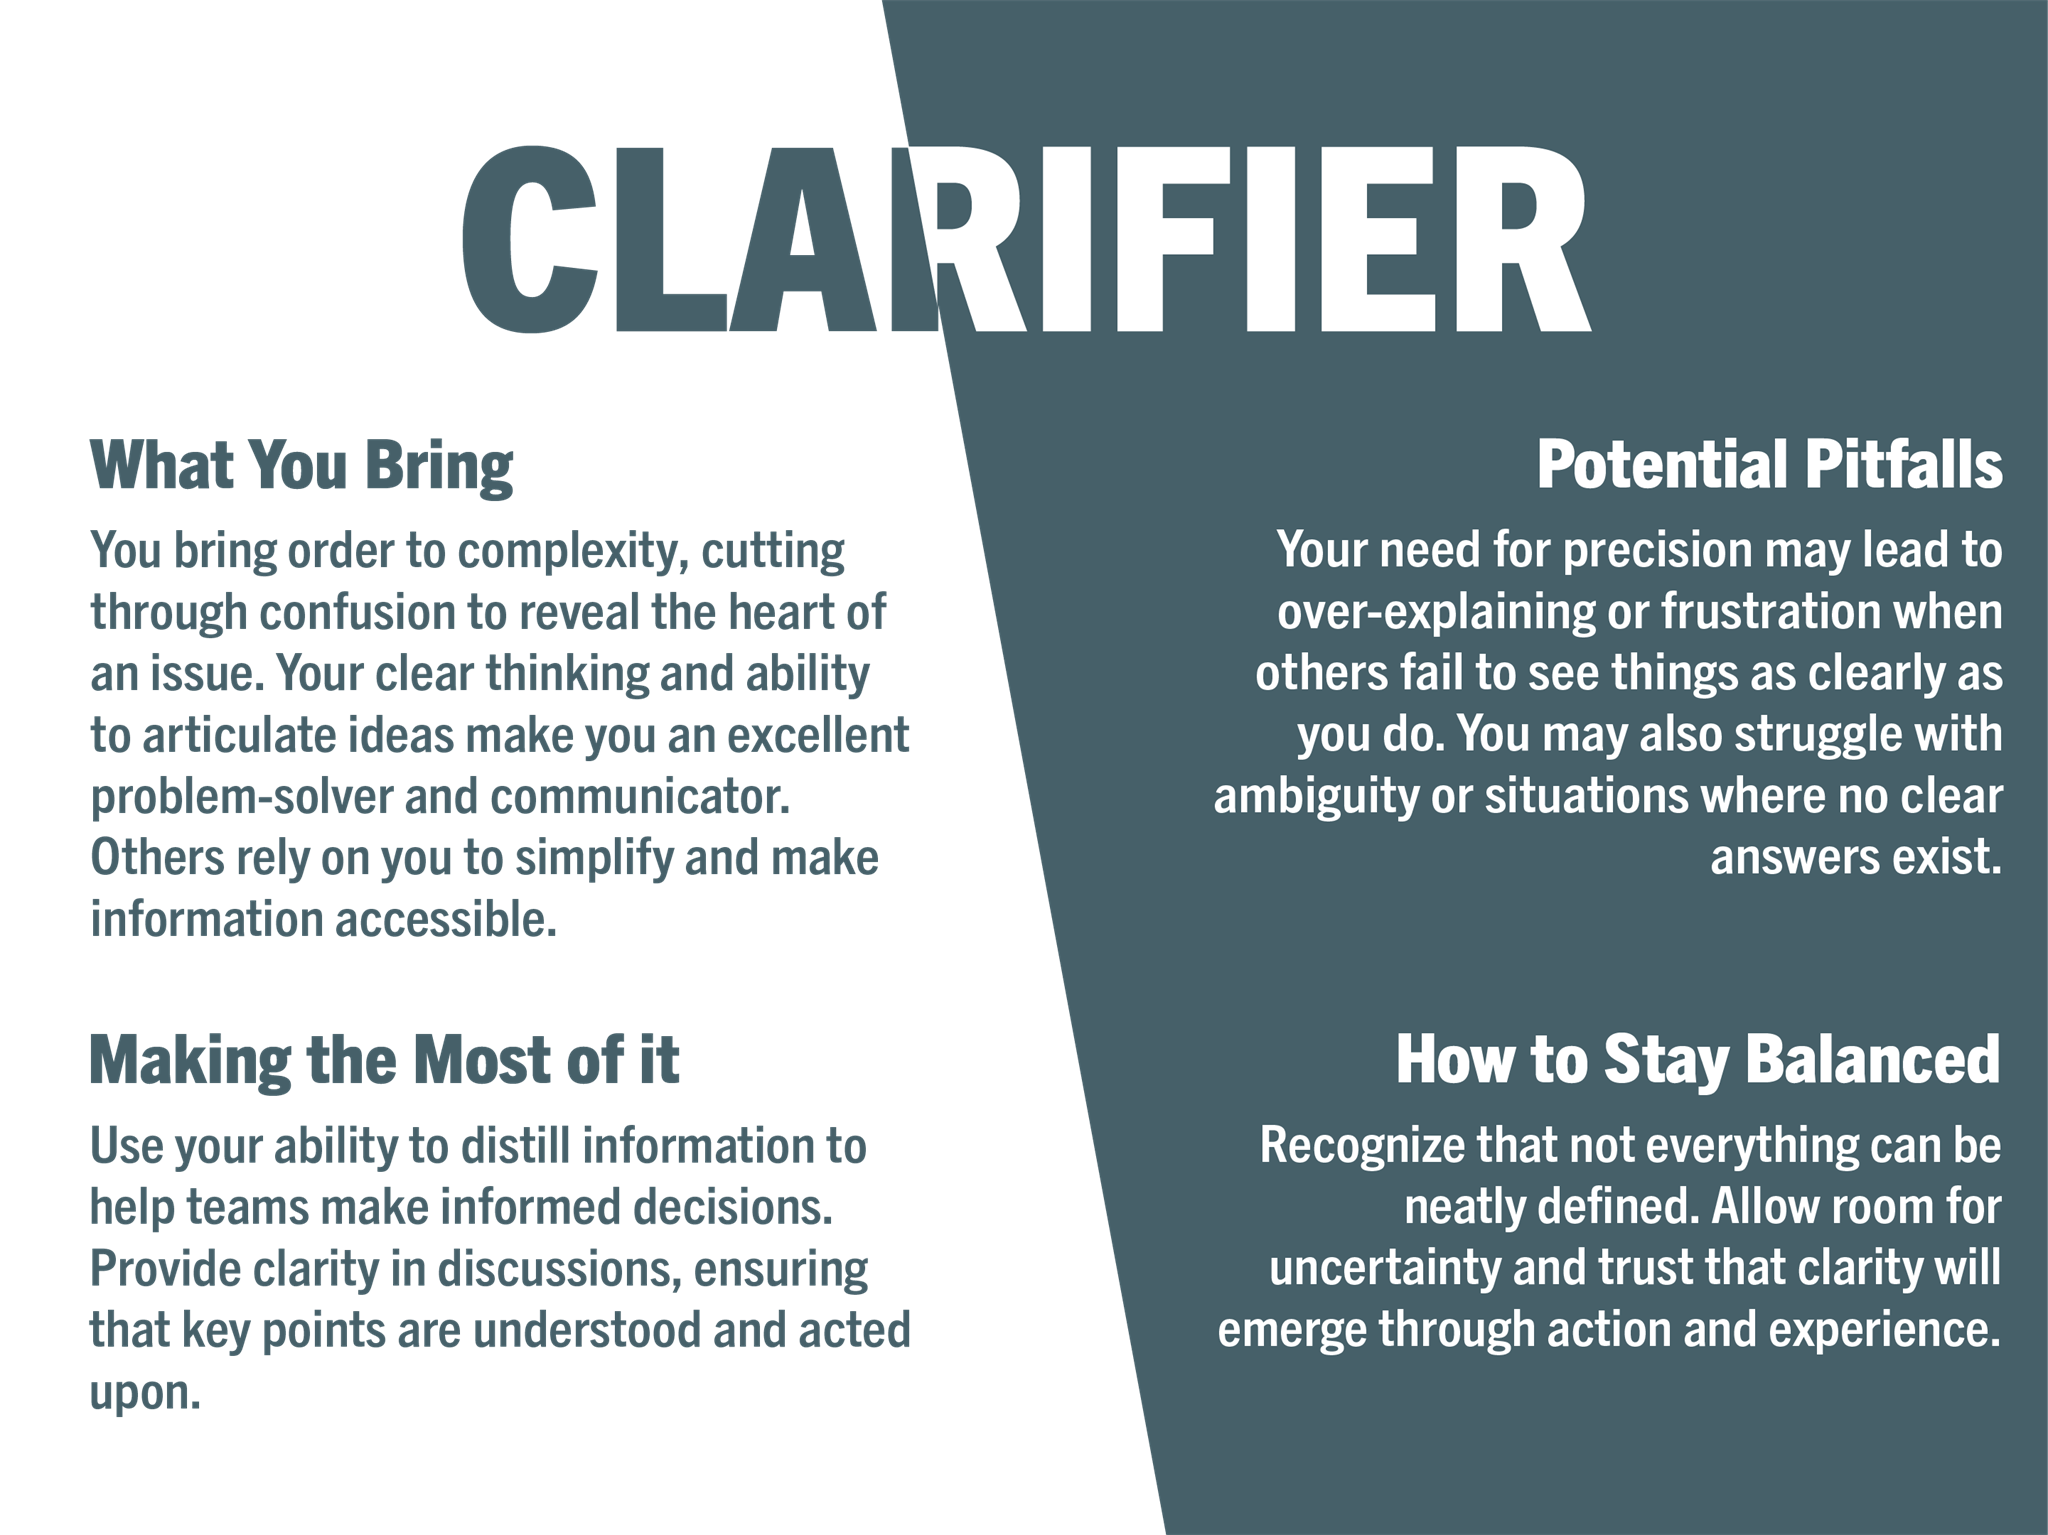 CLARIFIER
What You Bring
You bring order to complexity, cutting
through confusion to reveal the heart of
an issue. Your clear thinking and ability
to articulate ideas make you an excellent
problem-solver and communicator.
Others rely on you to simplify and make
information accessible.
Making the Most of it
Use your ability to distill information to
help teams make informed decisions.
Provide clarity in discussions, ensuring
that key points are understood and acted
upon.
Potential Pitfalls
Your need for precision may lead to
over-explaining or frustration when
others fail to see things as clearly as
you do. You may also struggle with
ambiguity or situations where no clear
answers exist.
How to Stay Balanced
Recognize that not everything can be
neatly defined. Allow room for
uncertainty and trust that clarity will
emerge through action and experience.